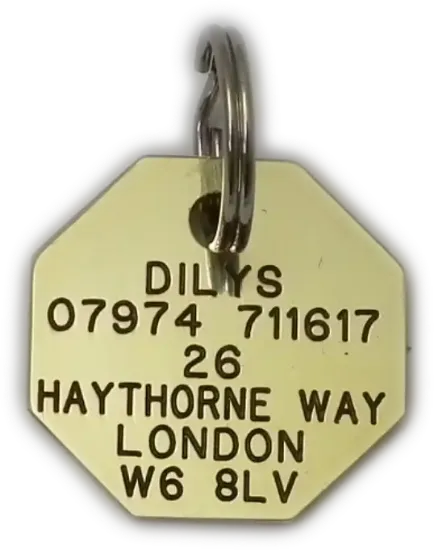 DILYS
07974 711617
26
HAYTHORNE WAY
LONDON
W6 8LV